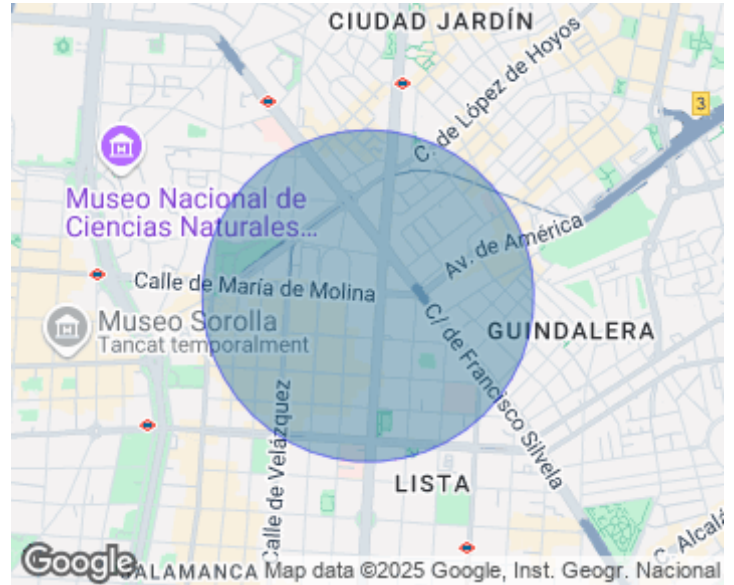 CIUDAD JARDÍN
C. de López de Hoyos
3
Museo Nacional de
Ciencias Naturales...
Av. de América
Calle de María de Molina
Museo Sorolla
Tancat temporalment
C/ de Francisco Silvela
GUINDALERA
Calle de Velázquez
LISTA
C. Alcalá
Google
ALAMANCA
Map data ©2025 Google, Inst. Geogr. Nacional